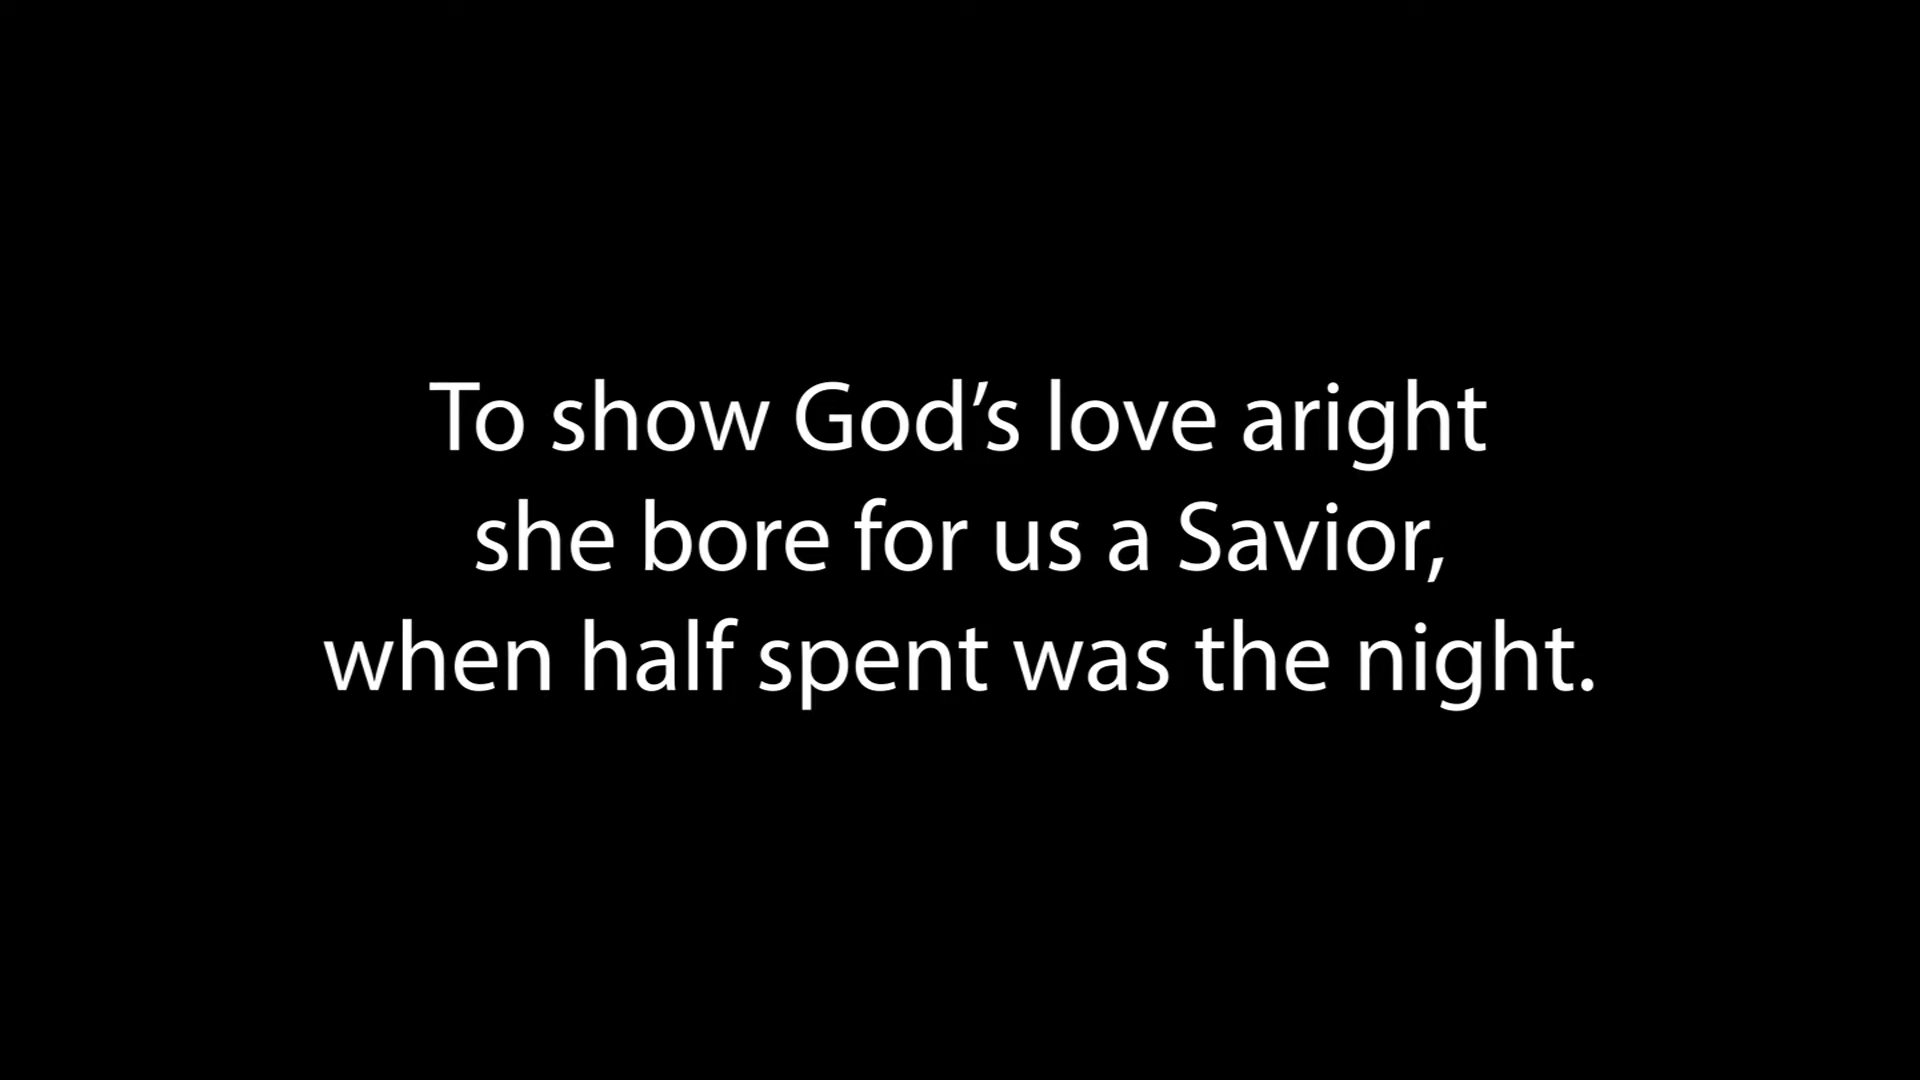 To show God’s love aright
she bore for us a Savior,
when half spent was the night.